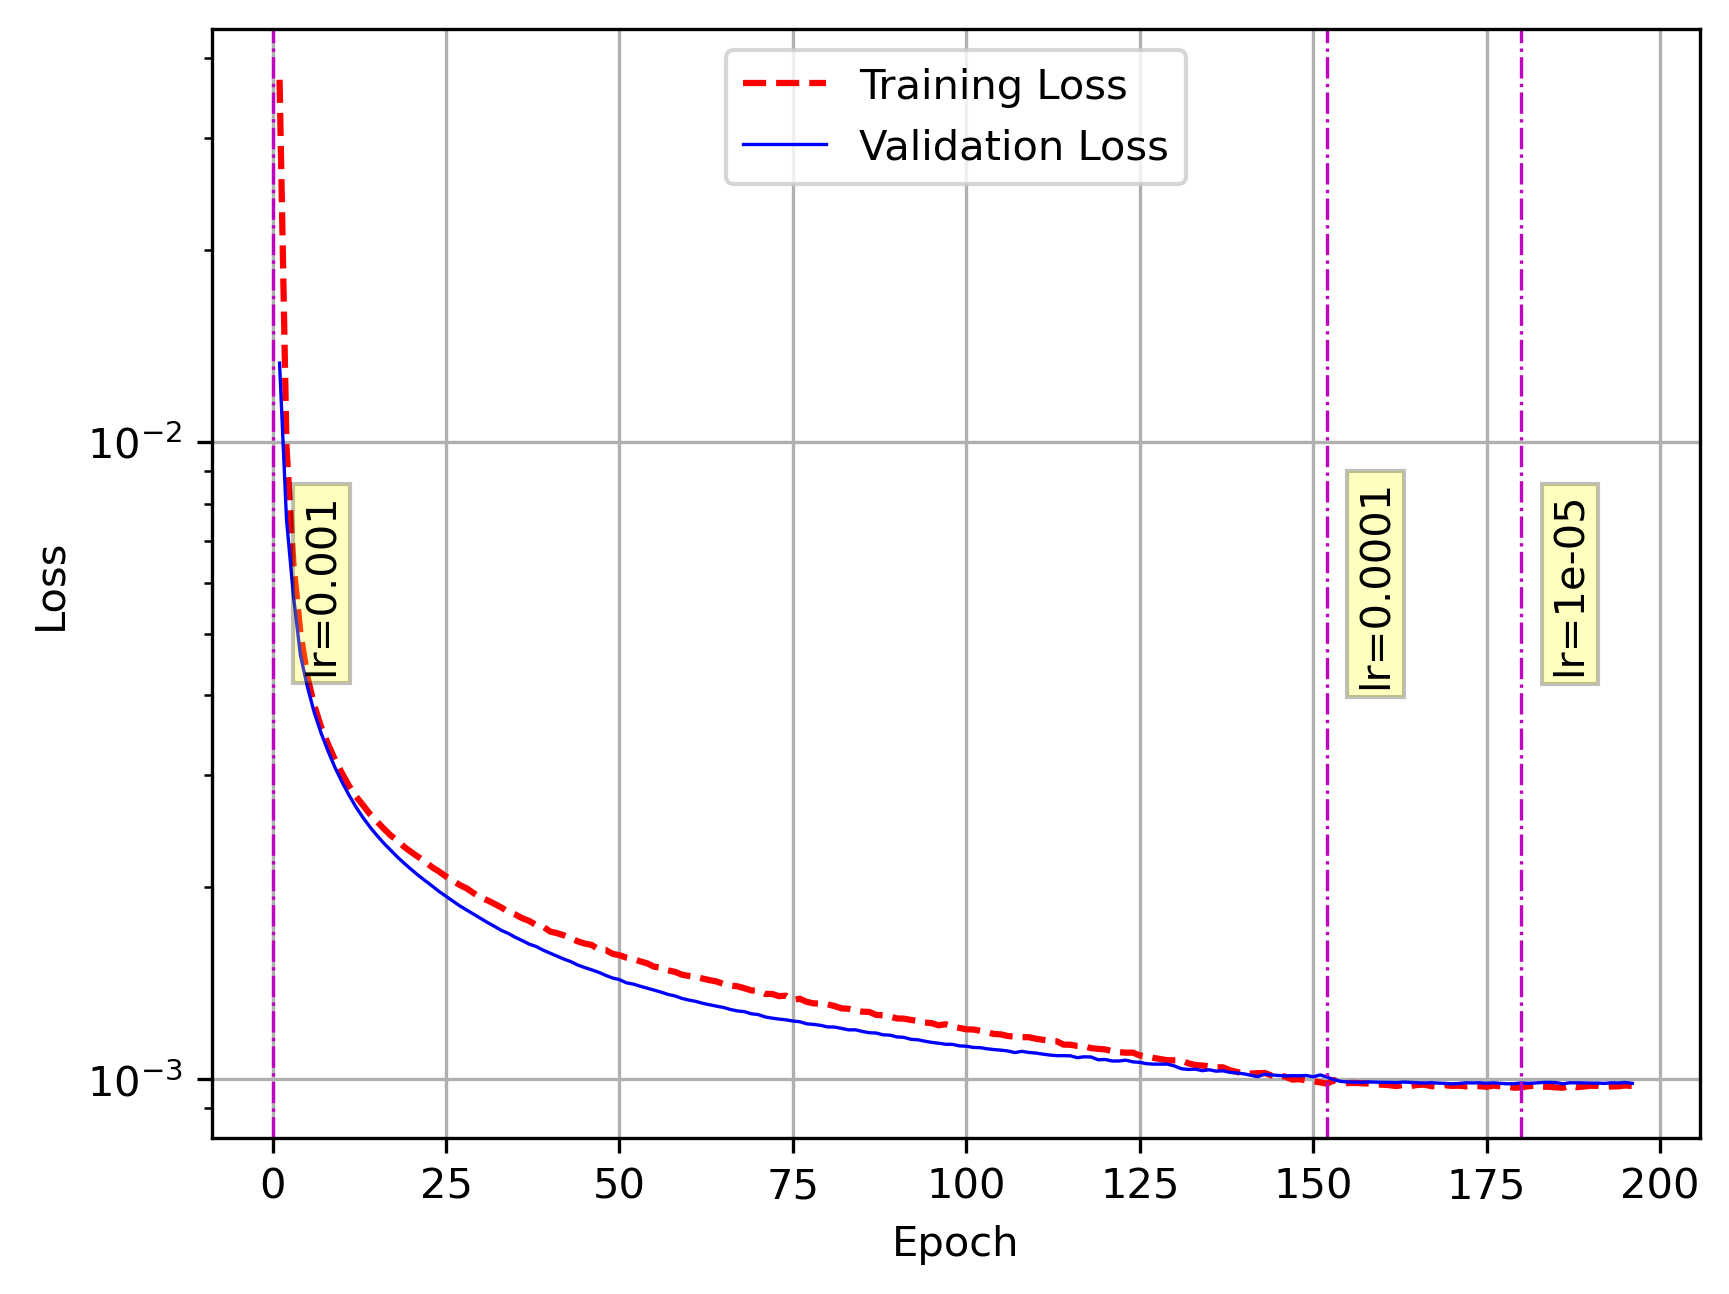 Training Loss
Validation Loss
10⁻²
10⁻³
Loss
lr=0.001
lr=0.0001
lr=1e-05
0 25 50 75 100 125 150 175 200
Epoch